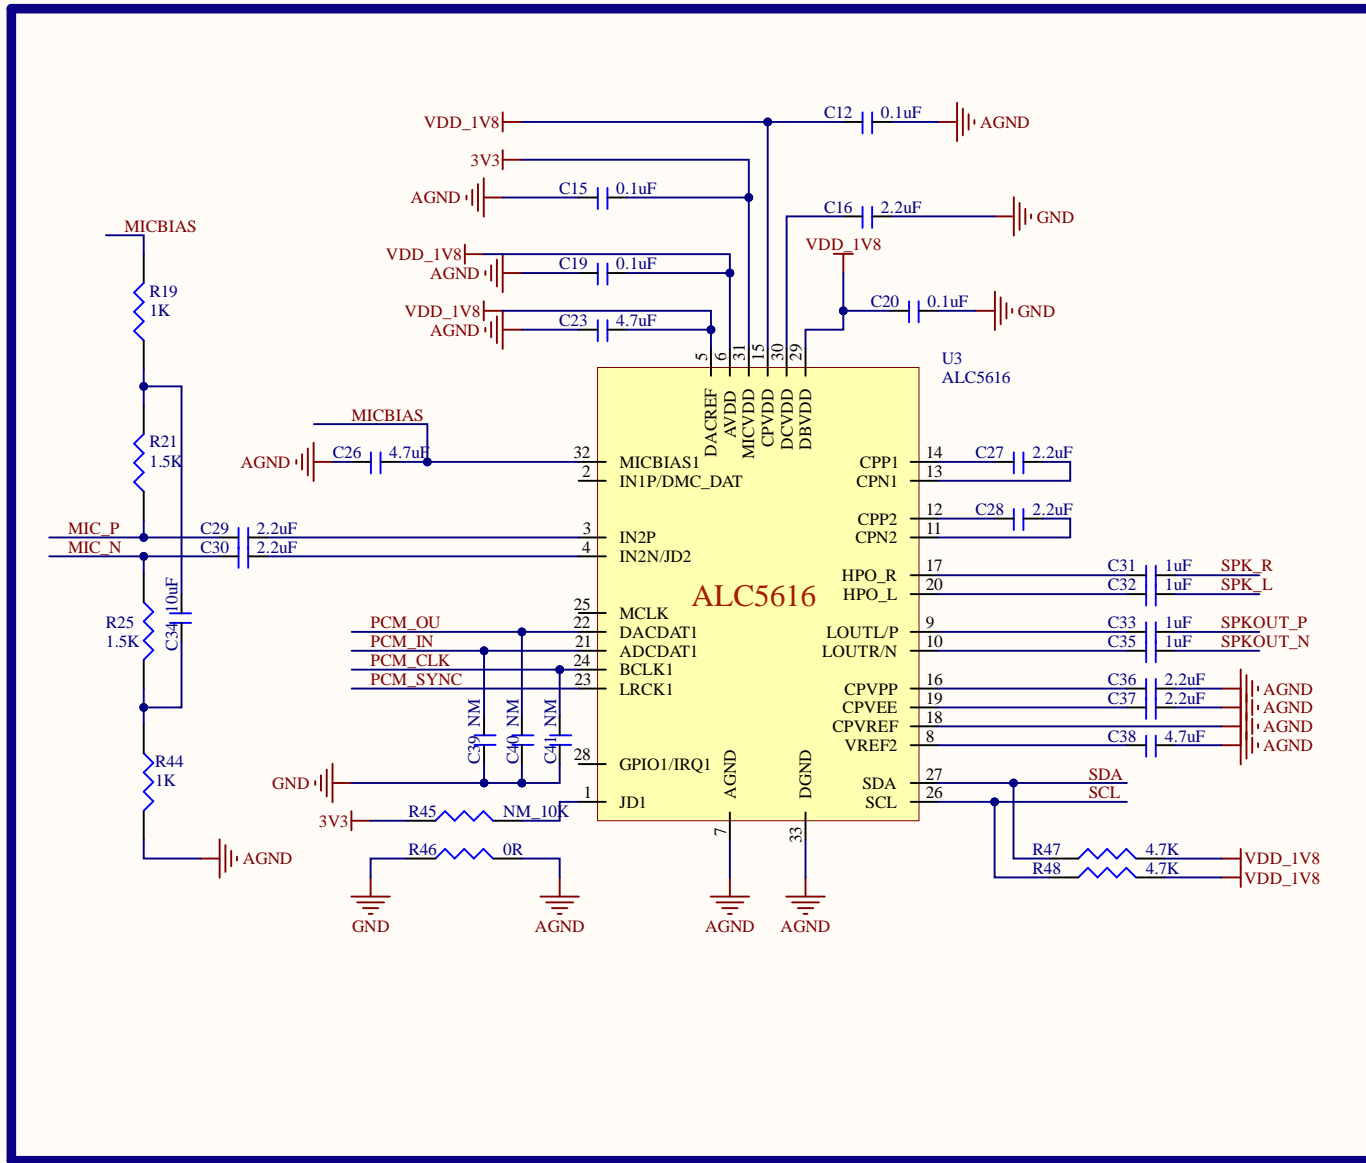 C12 0.1uF
VDD_1V8 AGND
3V3
C15 0.1uF
AGND
C16 2.2uF
GND
MICBIAS
VDD_1V8
VDD_1V8
C19 0.1uF
AGND
R19
1K
VDD_1V8
C20 0.1uF
GND
C23 4.7uF
AGND
5 6 31 15 30 29
U3
ALC5616
DACREF AVDD MICVDD CPVDD DCVDD DBVDD
MICBIAS
R21
1.5K
C26 4.7uF
AGND
32 MICBIAS1
2 IN1P/DMC_DAT
CPP1 14 C27 2.2uF
CPN1 13
CPP2 12 C28 2.2uF
CPN2 11
MIC_P C29 2.2uF 3 IN2P
MIC_N C30 2.2uF 4 IN2N/JD2
HPO_R 17 C31 1uF SPK_R
HPO_L 20 C32 1uF SPK_L
ALC5616
R25
1.5K
C34 10uF
25 MCLK
PCM_OU 22 DACDAT1
PCM_IN 21 ADCDAT1
PCM_CLK 24 BCLK1
PCM_SYNC 23 LRCK1
LOUTL/P 9 C33 1uF SPKOUT_P
LOUTR/N 10 C35 1uF SPKOUT_N
CPVPP 16 C36 2.2uF AGND
CPVEE 19 C37 2.2uF AGND
CPVREF 18 AGND
VREF2 8 C38 4.7uF AGND
C39 NM C40 NM C41 NM
28 GPIO1/IRQ1
GND
R44
1K
AGND DGND
SDA 27 SDA
SCL 26 SCL
1 JD1
3V3 R45 NM_10K
7 33
R46 0R
AGND
R47 4.7K VDD_1V8
R48 4.7K VDD_1V8
GND AGND AGND AGND